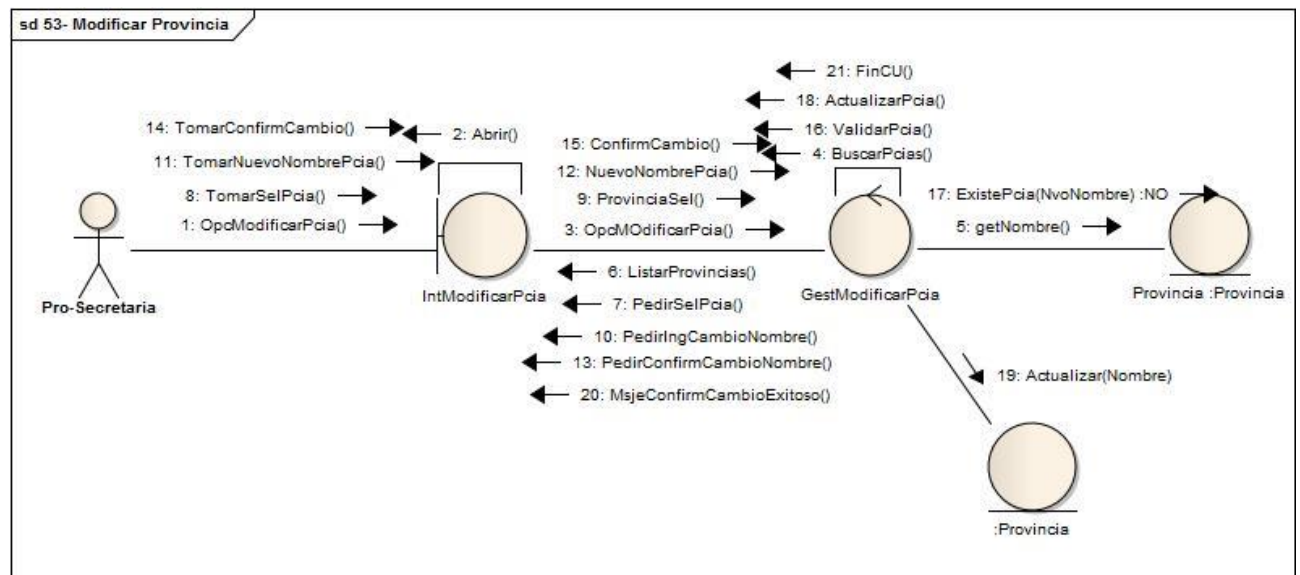 sd 53- Modificar Provincia
21: FinCU()
18: ActualizarPcia()
14: TomarConfirmCambio()
2: Abrir()
16: ValidarPcia()
15: ConfirmCambio()
4: BuscarPcias()
11: TomarNuevoNombrePcia()
12: NuevoNombrePcia()
8: TomarSelPcia()
9: ProvinciaSel()
17: ExistePcia(NvoNombre) :NO
1: OpcModificarPcia()
3: OpcMOdificarPcia()
5: getNombre()
6: ListarProvincias()
IntModificarPcia
GestModificarPcia
Provincia :Provincia
Pro-Secretaria
7: PedirSelPcia()
10: PedirIngCambioNombre()
13: PedirConfirmCambioNombre()
19: Actualizar(Nombre)
20: MsjeConfirmCambioExitoso()
:Provincia